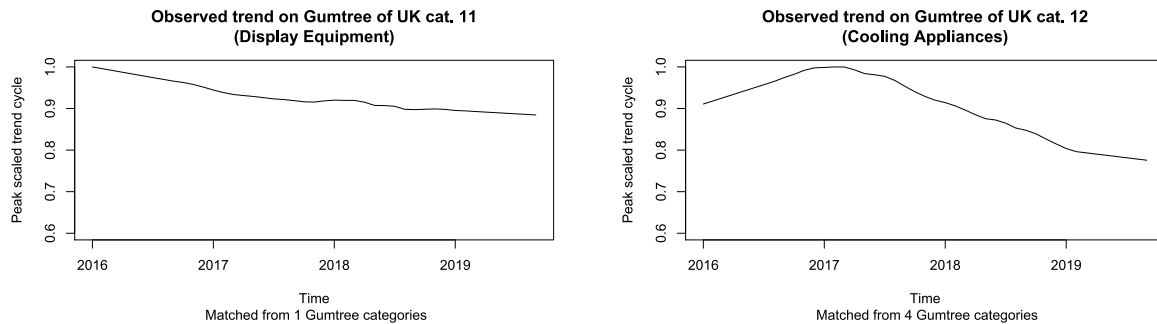 Observed trend on Gumtree of UK cat. 11
(Display Equipment)
Peak scaled trend cycle
1.0
0.9
0.8
0.7
0.6
2016
2017
2018
2019
Time
Matched from 1 Gumtree categories
Observed trend on Gumtree of UK cat. 12
(Cooling Appliances)
Peak scaled trend cycle
1.0
0.9
0.8
0.7
0.6
2016
2017
2018
2019
Time
Matched from 4 Gumtree categories